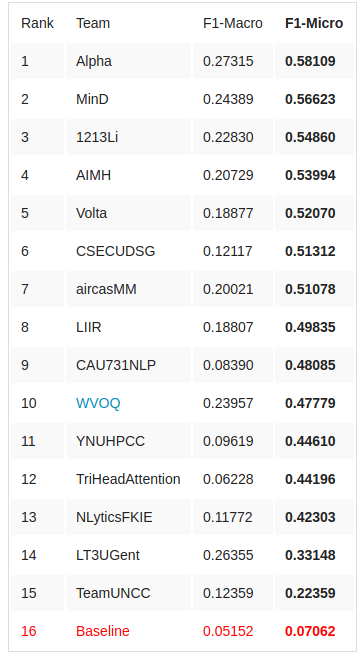 Rank Team F1-Macro F1-Micro
1 Alpha 0.27315 0.58109
2 MinD 0.24389 0.56623
3 1213Li 0.22830 0.54860
4 AIMH 0.20729 0.53994
5 Volta 0.18877 0.52070
6 CSECUDSG 0.12117 0.51312
7 aircasMM 0.20021 0.51078
8 LIIR 0.18807 0.49835
9 CAU731NLP 0.08390 0.48085
10 WVOQ 0.23957 0.47779
11 YNUHPCC 0.09619 0.44610
12 TriHeadAttention 0.06228 0.44196
13 NLyticsFKIE 0.11772 0.42303
14 LT3UGent 0.26355 0.33148
15 TeamUNCC 0.12359 0.22359
16 Baseline 0.05152 0.07062